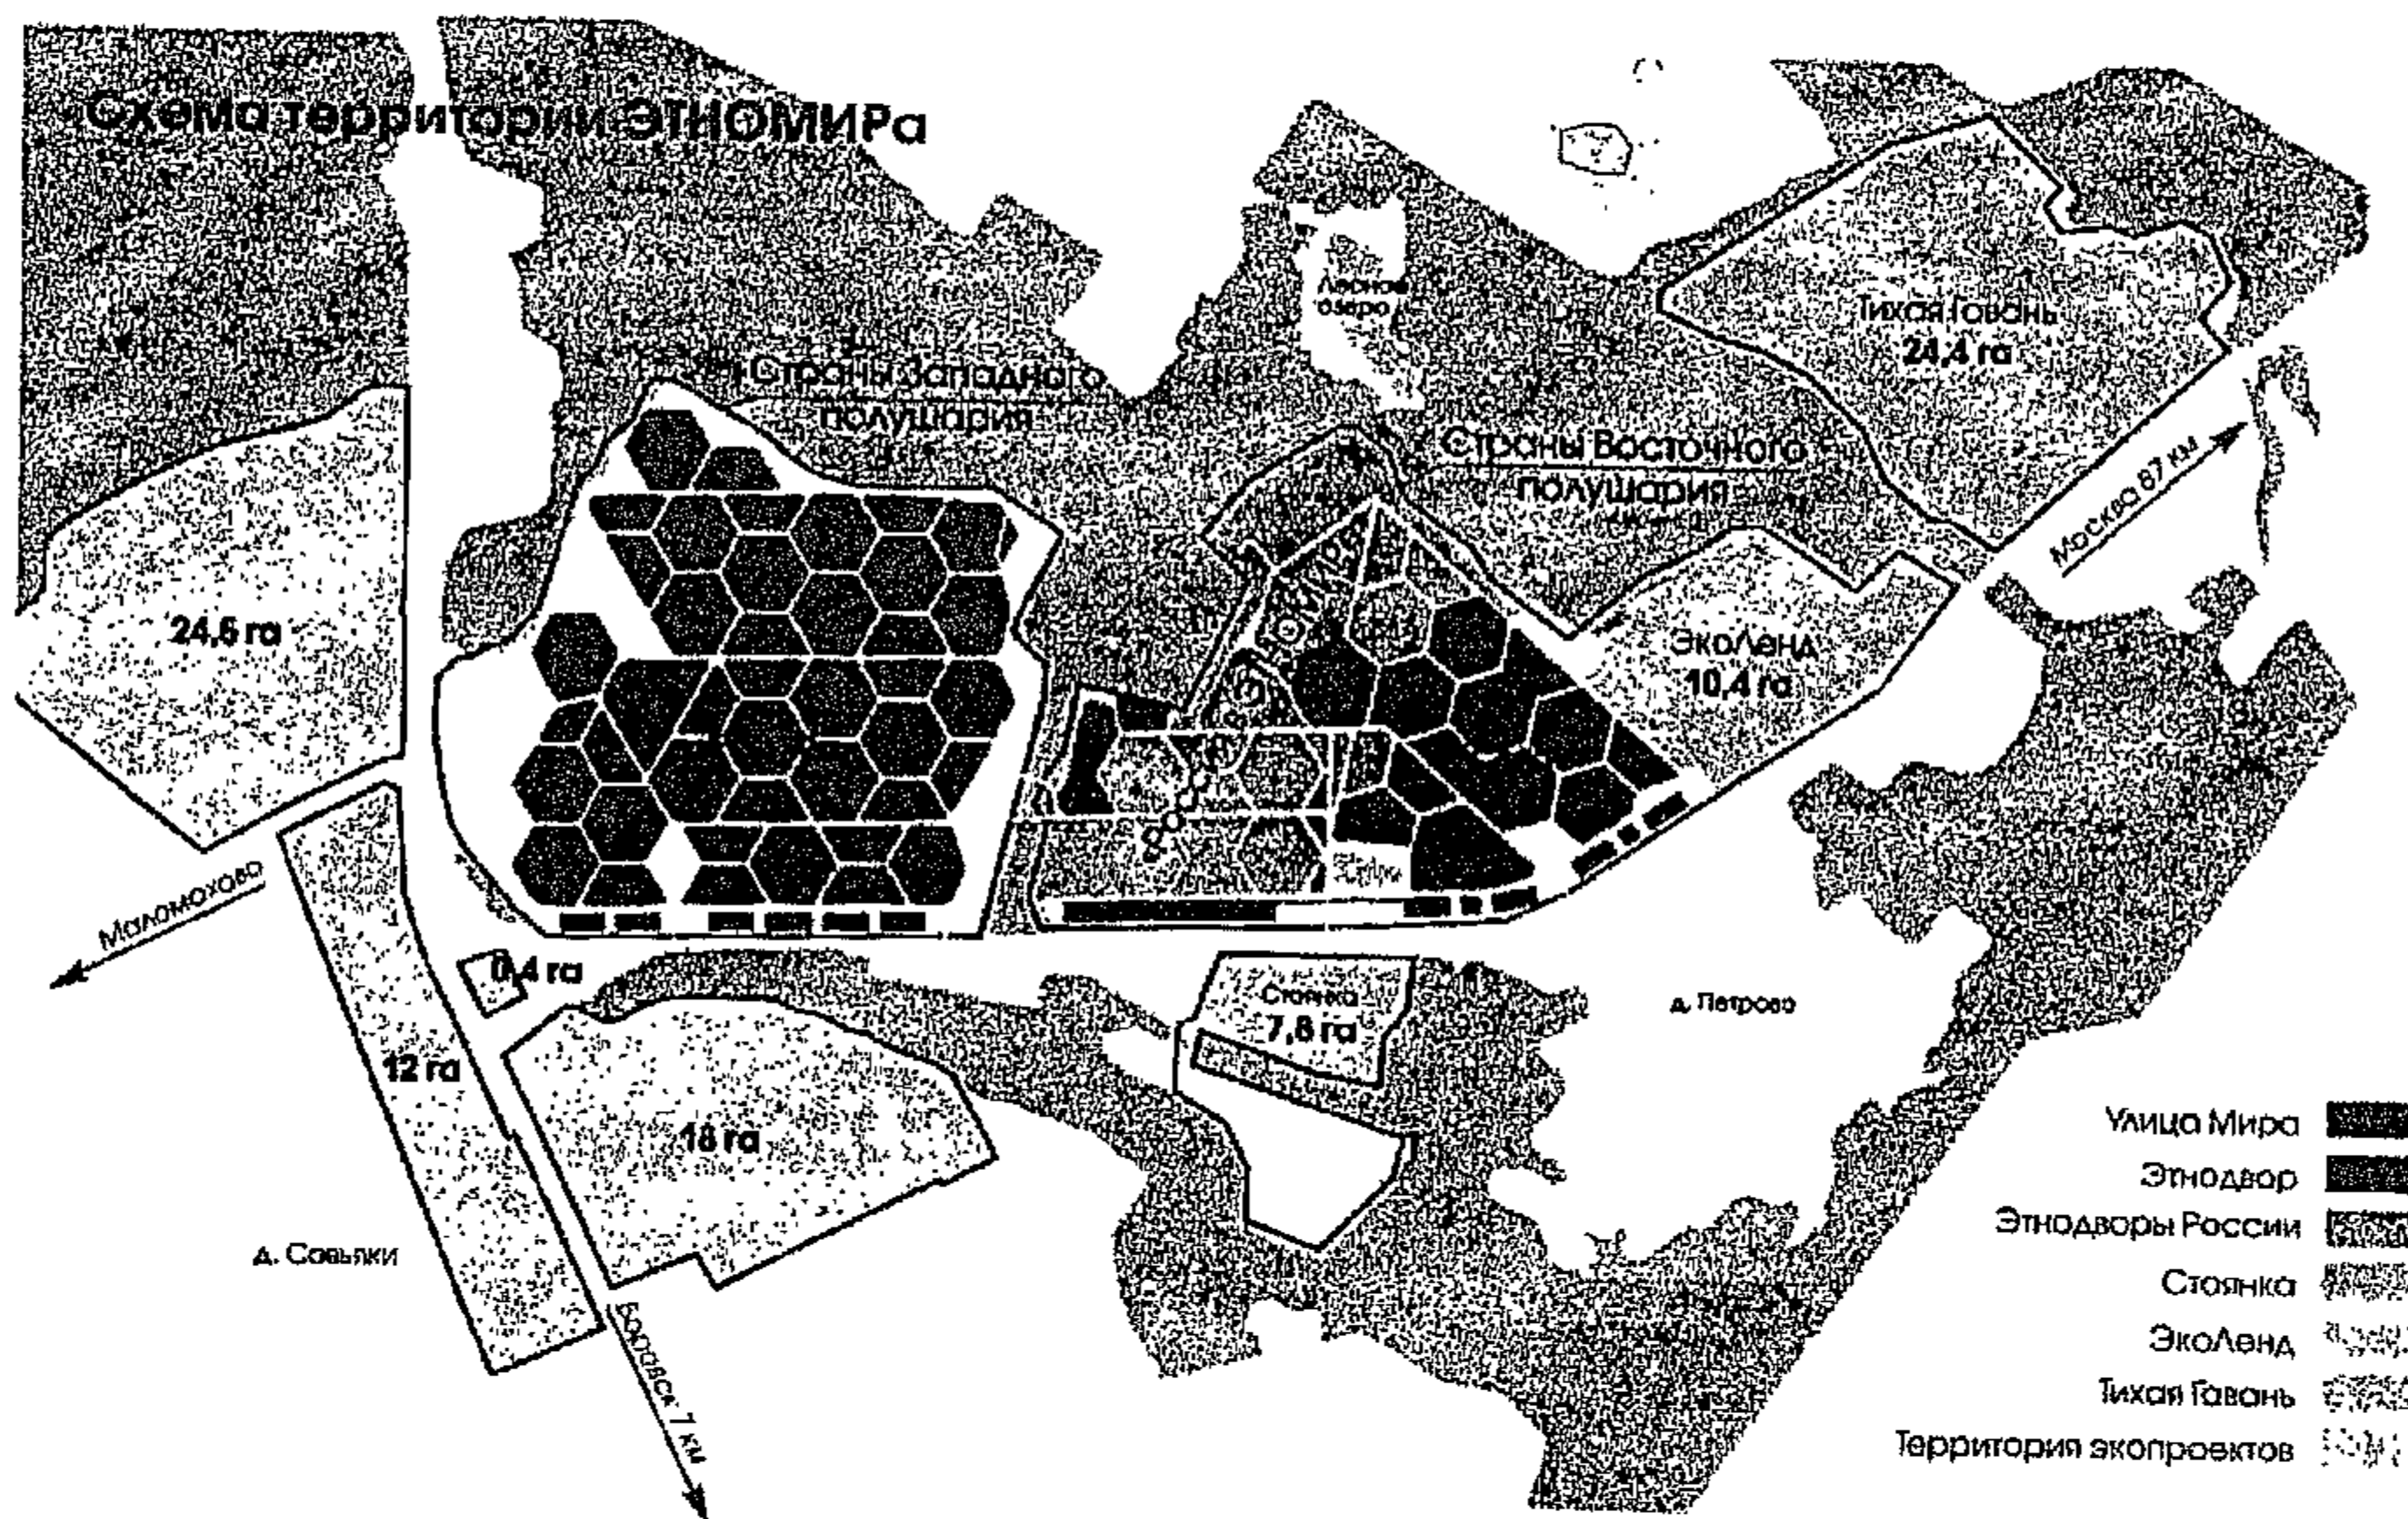 Схема территории ЭТНОМИРа
Лесное
озеро
Тихая Гавань
24,4 га
Страны Западного
полушария
Страны Восточного
полушария
Москва 87 км
24,5 га
ЭкоЛенд
10,4 га
Маломахово
0,4 га
Стоянка
7,8 га
д. Петрово
12 га
18 га
д. Совьяки
Боровск 7 км
Улица Мира
Этнодвор
Этнодворы России
Стоянка
ЭкоЛенд
Тихая Гавань
Территория экопроектов